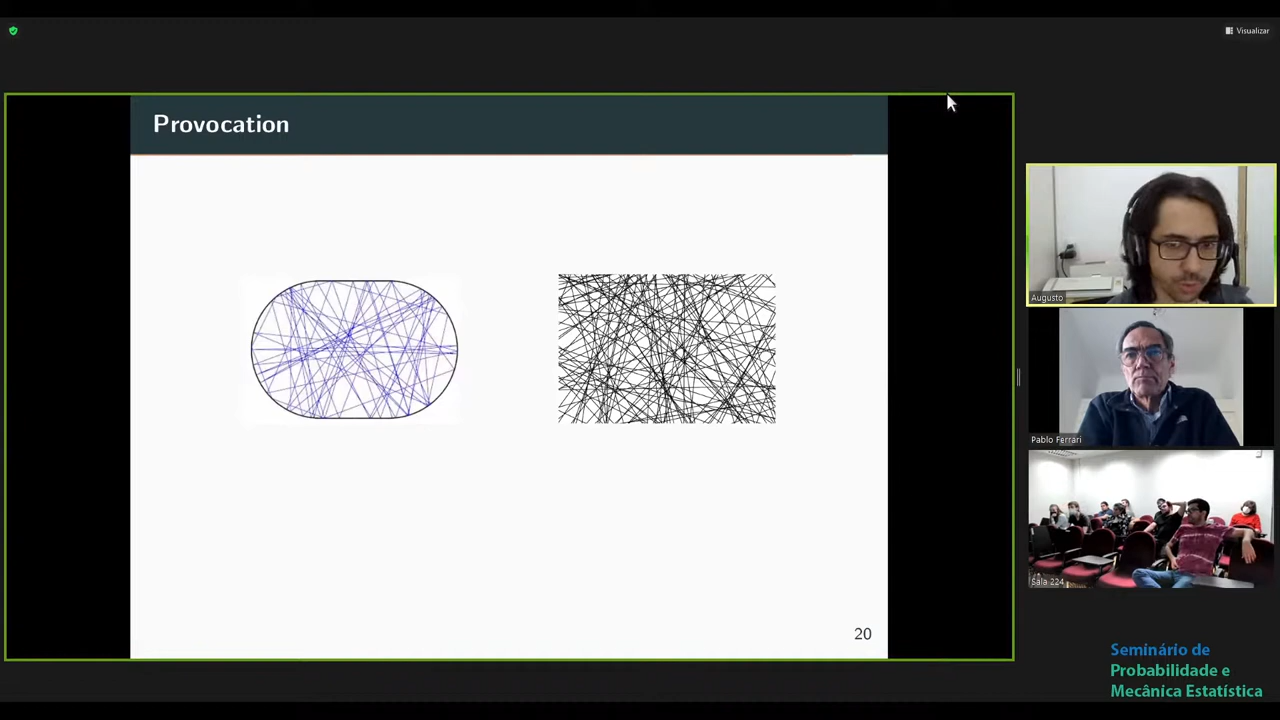 Visualizar
Provocation
Augusto
Pablo Ferrari
Sala 224
20
Seminário de
Probabilidade e
Mecânica Estatística